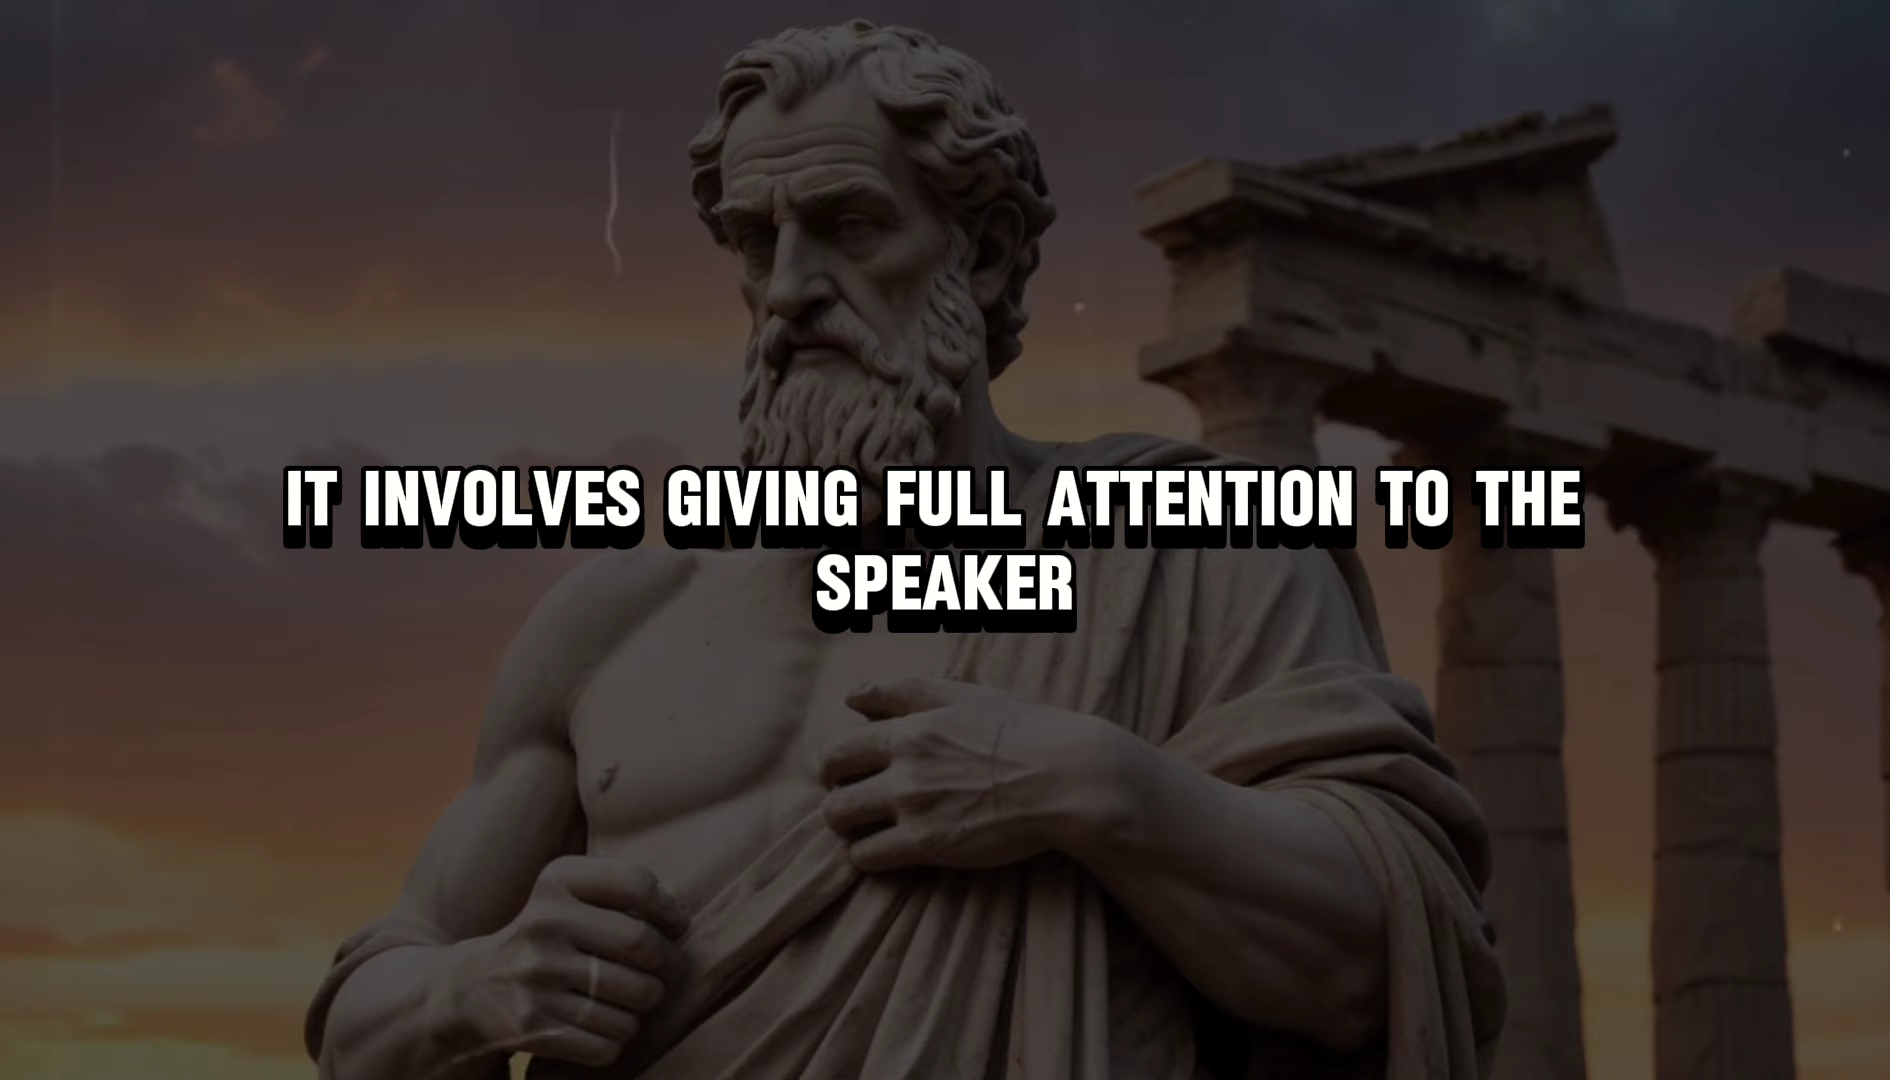 IT INVOLVES GIVING FULL ATTENTION TO THE
SPEAKER